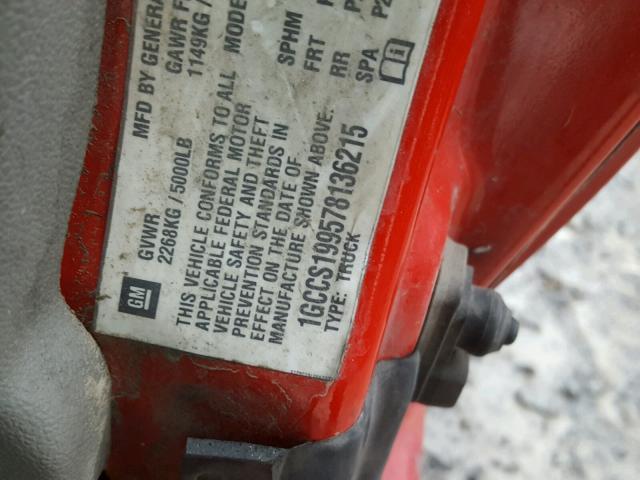 MFD BY GENERA
GAWR F
1149KG/
MODE
SPHM
FRT
RR
SPA
GVWR
2268KG/5000LB
GM
THIS VEHICLE CONFORMS TO ALL
APPLICABLE FEDERAL MOTOR
VEHICLE SAFETY AND THEFT
PREVENTION STANDARDS IN
EFFECT ON THE DATE OF
MANUFACTURE SHOWN ABOVE.
1GCCS199578136215
TYPE: TRUCK